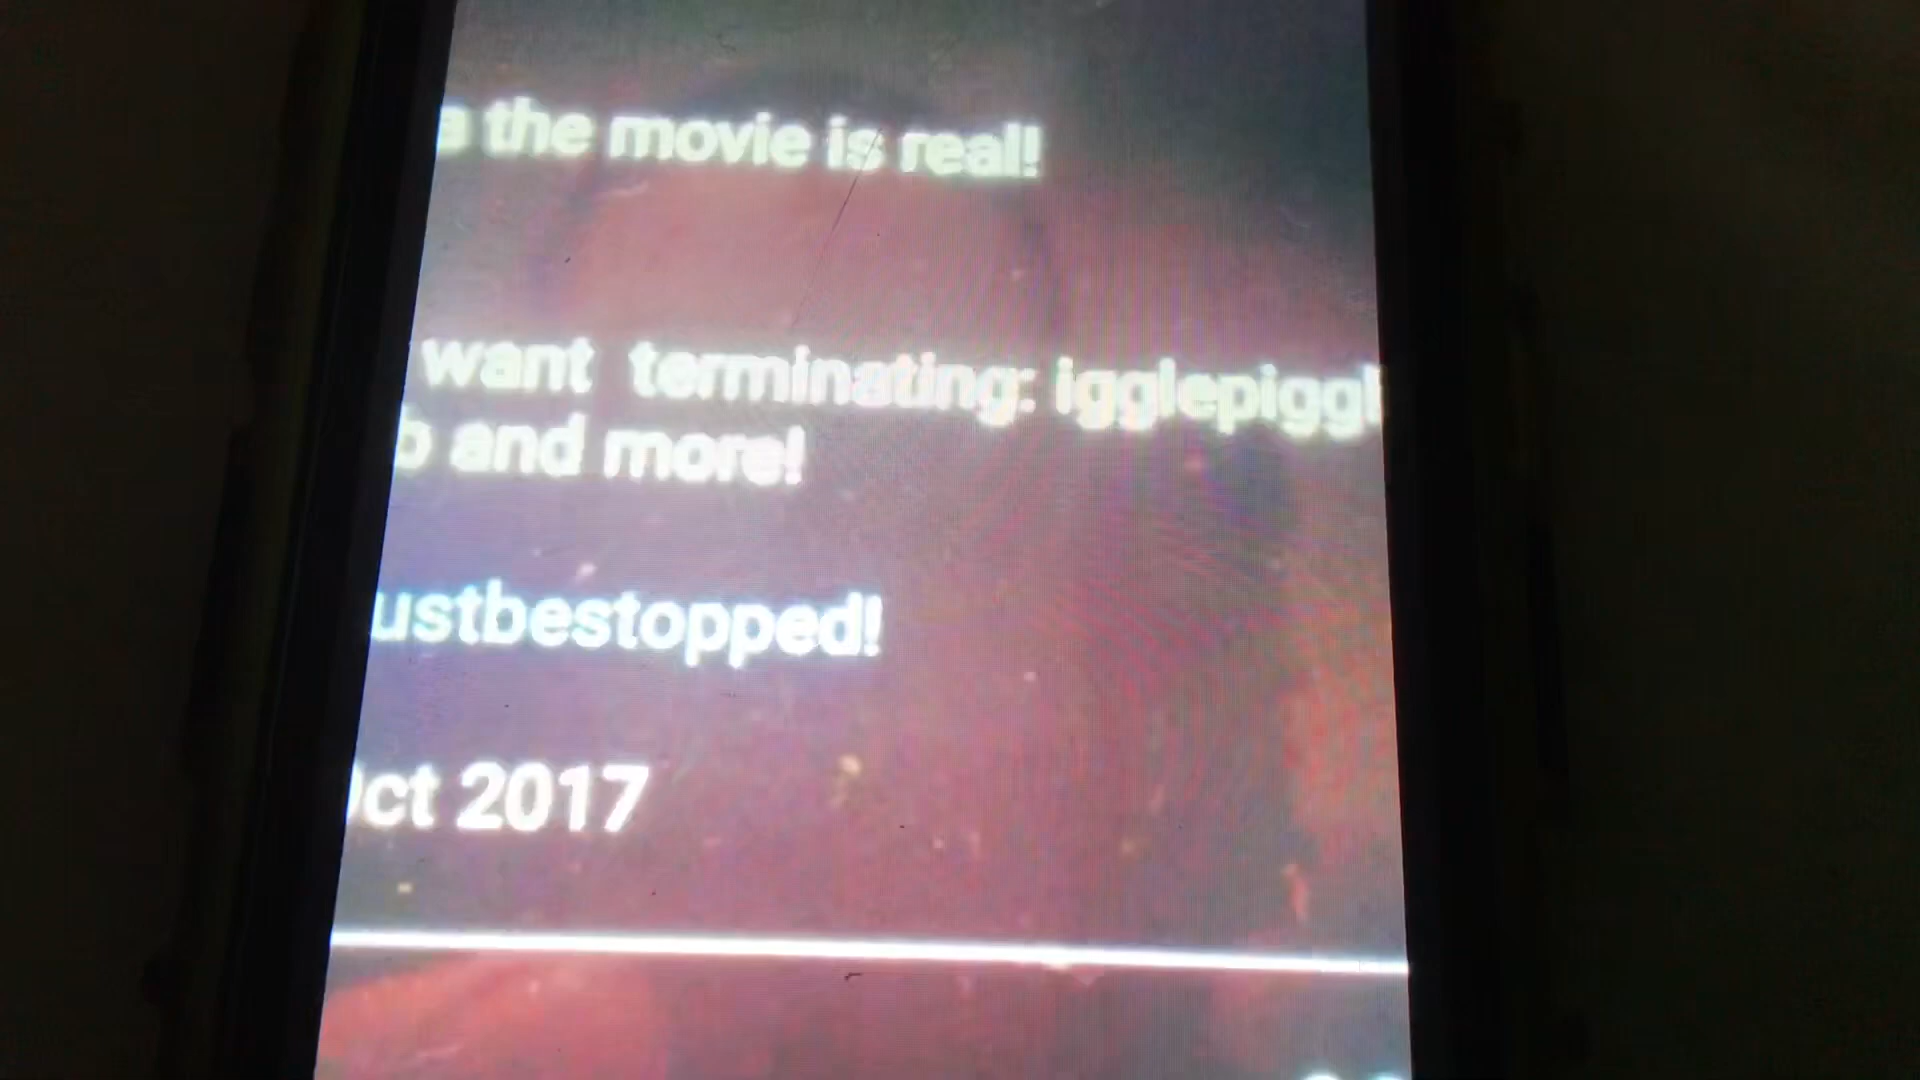 a the movie is real!
want terminating: igglepiggl
b and more!
ustbestopped!
Oct 2017